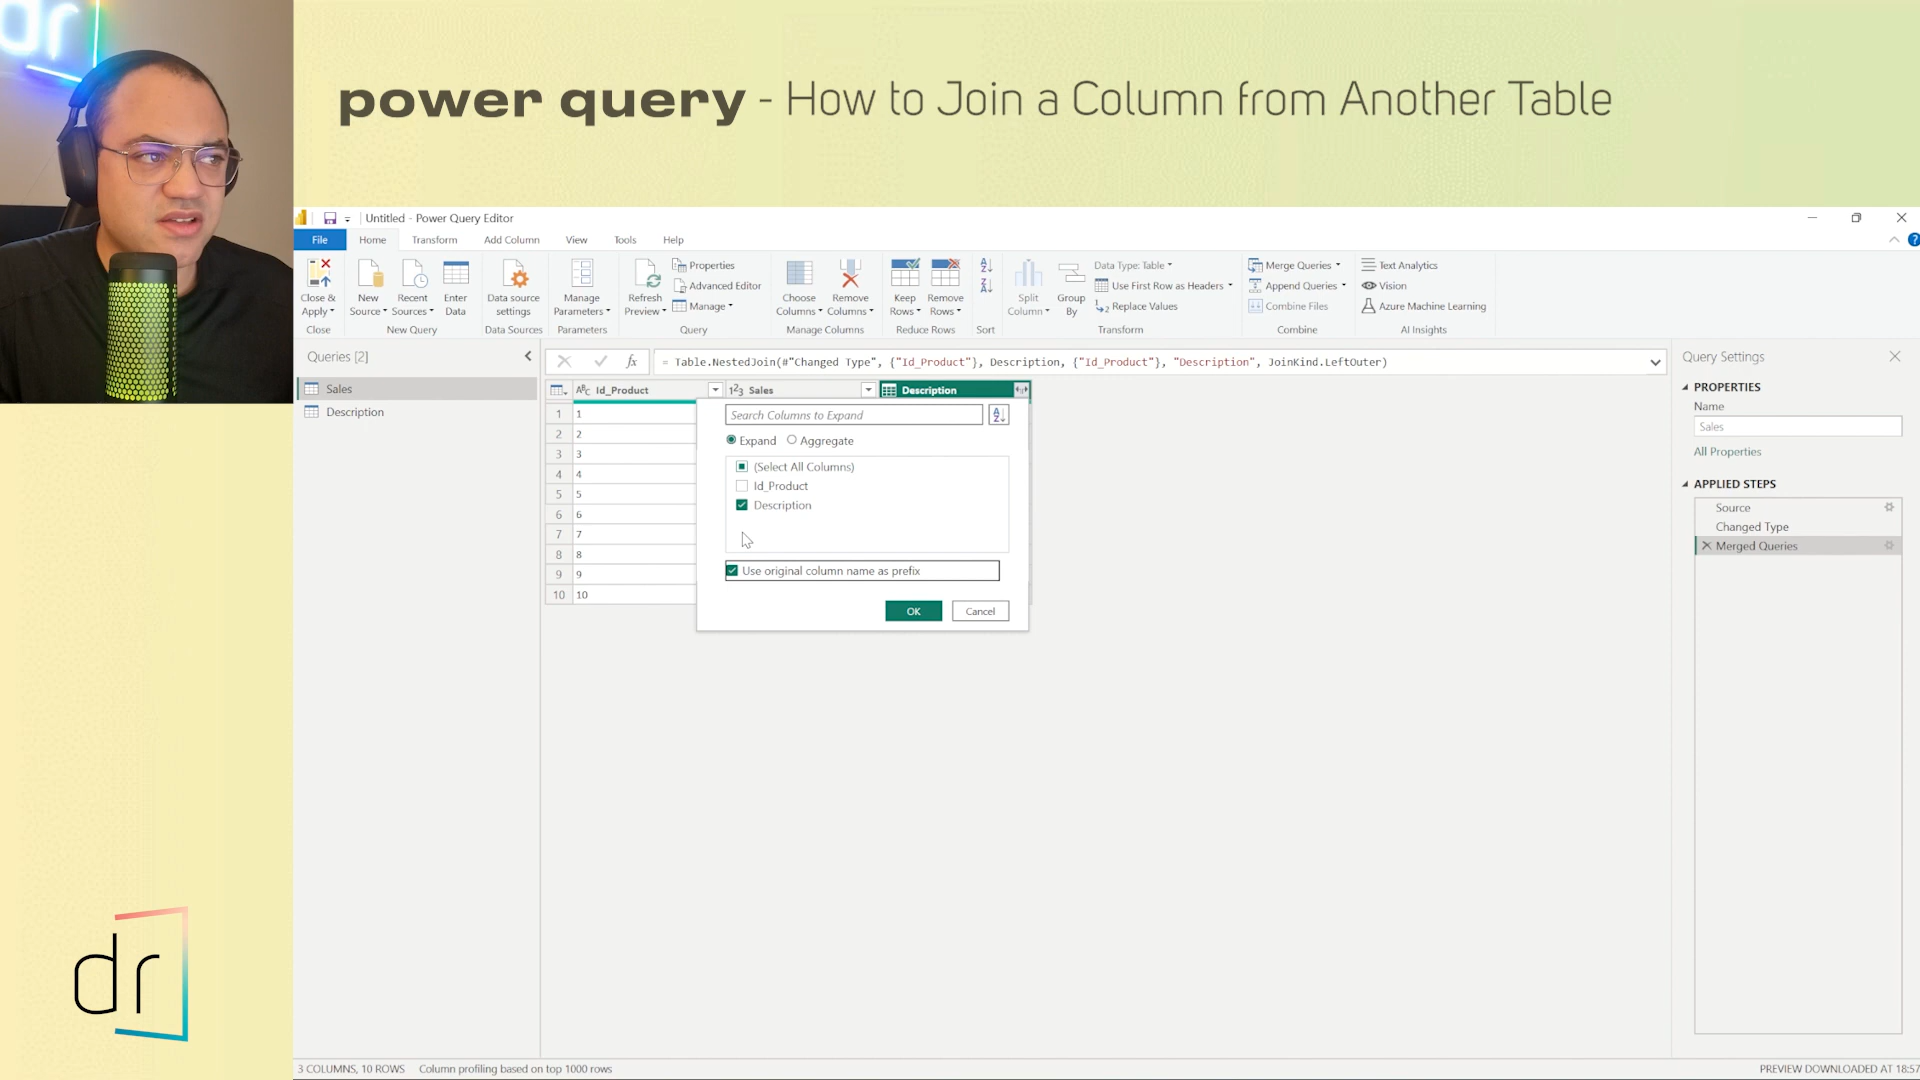 dr
power query - How to Join a Column from Another Table
Untitled - Power Query Editor
File Home Transform Add Column View Tools Help
Close & Apply
Close
New Source
Recent Sources
Enter Data
New Query
Data source settings
Data Sources
Manage Parameters
Parameters
Refresh Preview
Properties
Advanced Editor
Manage
Query
Choose Columns
Remove Columns
Manage Columns
Keep Rows
Remove Rows
Reduce Rows
Sort
Split Column
Group By
Data Type: Table
Use First Row as Headers
Replace Values
Transform
Merge Queries
Append Queries
Combine Files
Combine
Text Analytics
Vision
Azure Machine Learning
AI Insights
Queries [2]
Sales
Description
fx = Table.NestedJoin(#"Changed Type", {"Id_Product"}, Description, {"Id_Product"}, "Description", JoinKind.LeftOuter)
ABC Id_Product 123 Sales Description
1 1
2 2
3 3
4 4
5 5
6 6
7 7
8 8
9 9
10 10
Search Columns to Expand
Expand Aggregate
(Select All Columns)
Id_Product
Description
Use original column name as prefix
OK Cancel
Query Settings
PROPERTIES
Name
Sales
All Properties
APPLIED STEPS
Source
Changed Type
Merged Queries
dr
3 COLUMNS, 10 ROWS Column profiling based on top 1000 rows
PREVIEW DOWNLOADED AT 18:57